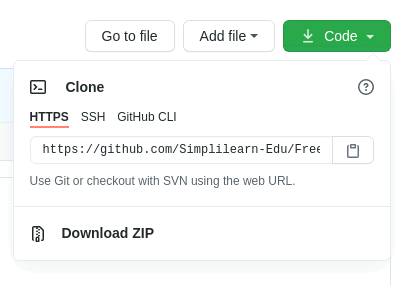 Go to file Add file Code
Clone
HTTPS SSH GitHub CLI
https://github.com/Simplilearn-Edu/Free
Use Git or checkout with SVN using the web URL.
Download ZIP